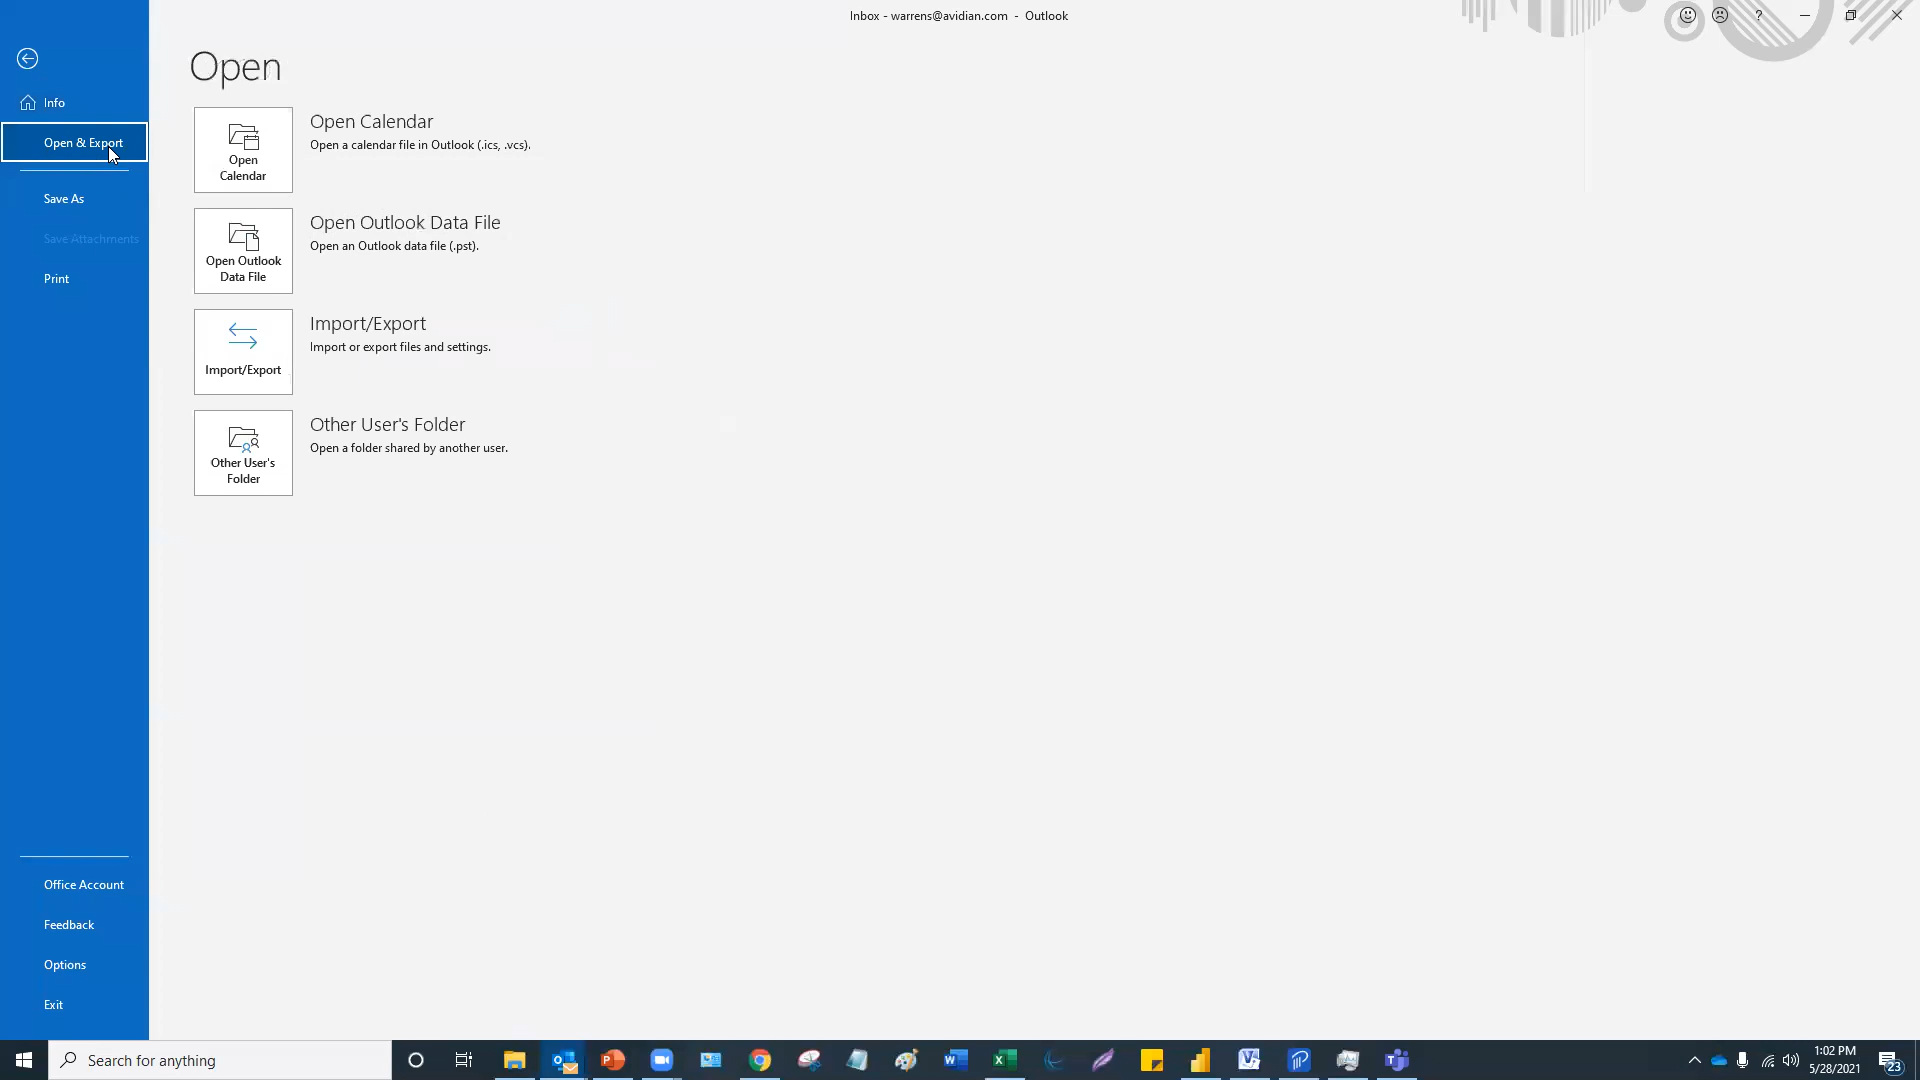 Inbox - warrens@avidian.com - Outlook
?
Open
Info
Open & Export
Save As
Save Attachments
Print
Open
Calendar
Open Calendar
Open a calendar file in Outlook (.ics, .vcs).
Open Outlook
Data File
Open Outlook Data File
Open an Outlook data file (.pst).
Import/Export
Import/Export
Import or export files and settings.
Other User's
Folder
Other User's Folder
Open a folder shared by another user.
Office Account
Feedback
Options
Exit
Search for anything
1:02 PM
5/28/2021
23